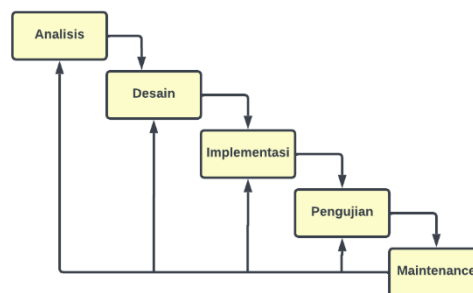 Analisis
Desain
Implementasi
Pengujian
Maintenance